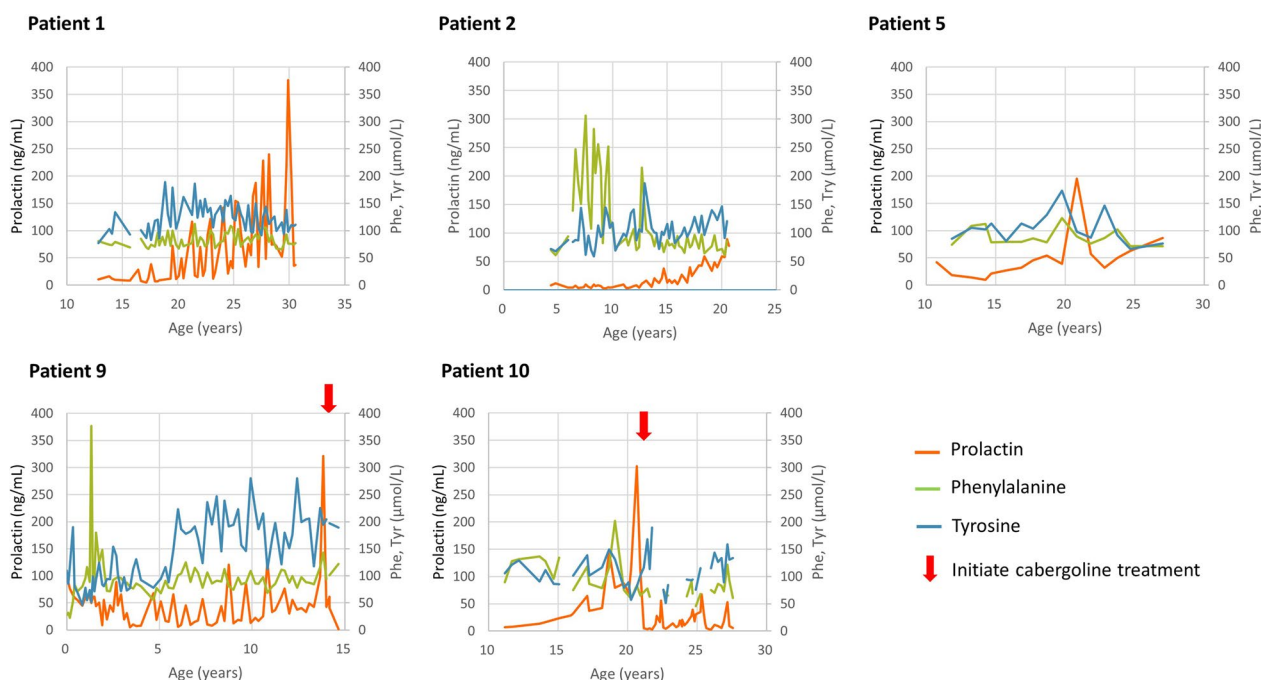 Patient 1
Prolactin (ng/mL)
400 400
350 350
300 300
250 250
200 200
150 150
100 100
50 50
0 0
Phe, Tyr (µmol/L)
10 15 20 25 30 35
Age (years)
Patient 2
Prolactin (ng/mL)
400 400
350 350
300 300
250 250
200 200
150 150
100 100
50 50
0 0
Phe, Try (µmol/L)
0 5 10 15 20 25
Age (years)
Patient 5
Prolactin (ng/mL)
400 400
350 350
300 300
250 250
200 200
150 150
100 100
50 50
0 0
Phe, Tyr (µmol/L)
10 15 20 25 30
Age (years)
Patient 9
Prolactin (ng/mL)
400 400
350 350
300 300
250 250
200 200
150 150
100 100
50 50
0 0
Phe, Tyr (µmol/L)
0 5 10 15
Age (years)
Patient 10
Prolactin (ng/mL)
400 400
350 350
300 300
250 250
200 200
150 150
100 100
50 50
0 0
Phe, Tyr (µmol/L)
10 15 20 25 30
Age (years)
Prolactin
Phenylalanine
Tyrosine
Initiate cabergoline treatment